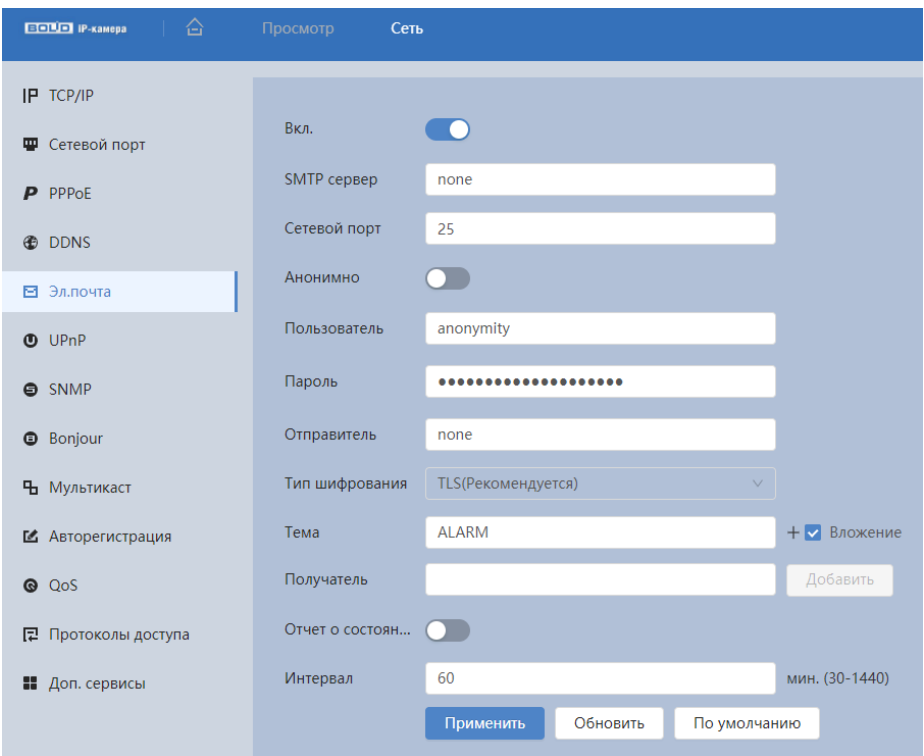 BOLID IP-камера
Просмотр
Сеть
IP TCP/IP
Сетевой порт
PPPoE
DDNS
Эл.почта
UPnP
SNMP
Bonjour
Мультикаст
Авторегистрация
QoS
Протоколы доступа
Доп. сервисы
Вкл.
SMTP сервер none
Сетевой порт 25
Анонимно
Пользователь anonymity
Пароль ••••••••••••••••••••
Отправитель none
Тип шифрования TLS(Рекомендуется)
Тема ALARM + Вложение
Получатель Добавить
Отчет о состоян...
Интервал 60 мин. (30-1440)
Применить Обновить По умолчанию